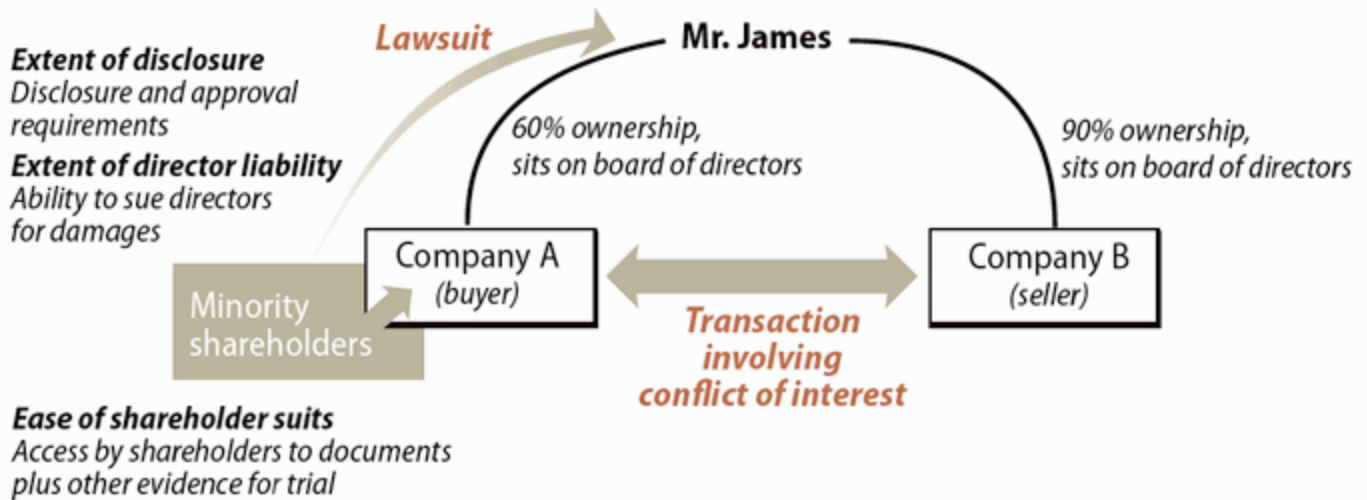 Lawsuit
Mr. James
Extent of disclosure
Disclosure and approval
requirements
Extent of director liability
Ability to sue directors
for damages
60% ownership,
sits on board of directors
90% ownership,
sits on board of directors
Minority
shareholders
Company A
(buyer)
Transaction
involving
conflict of interest
Company B
(seller)
Ease of shareholder suits
Access by shareholders to documents
plus other evidence for trial